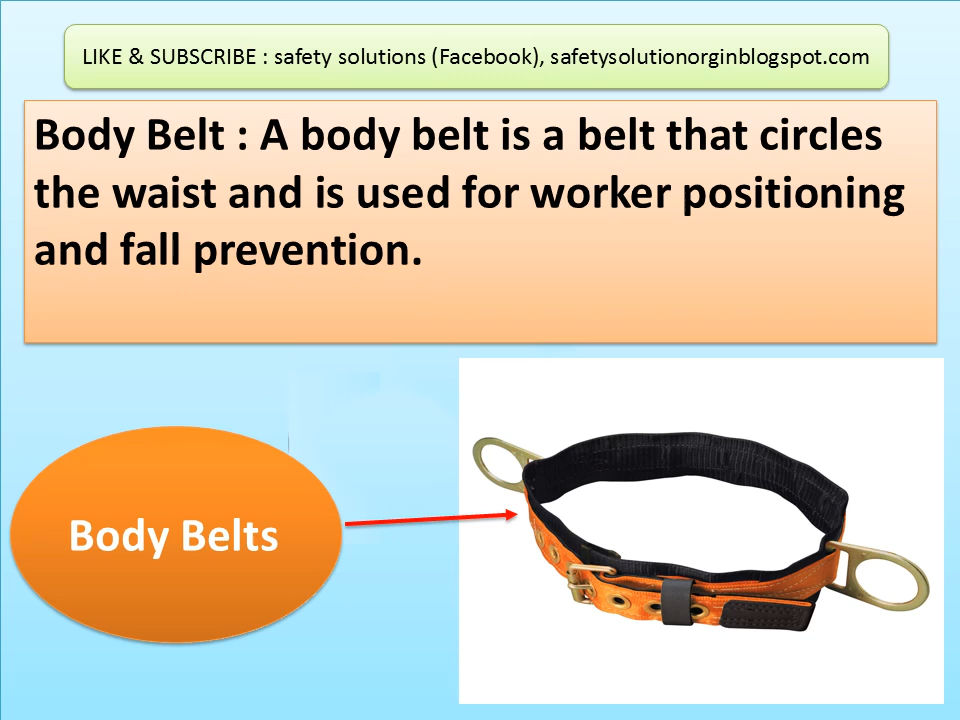 LIKE & SUBSCRIBE : safety solutions (Facebook), safetysolutionorginblogspot.com
Body Belt : A body belt is a belt that circles
the waist and is used for worker positioning
and fall prevention.
Body Belts